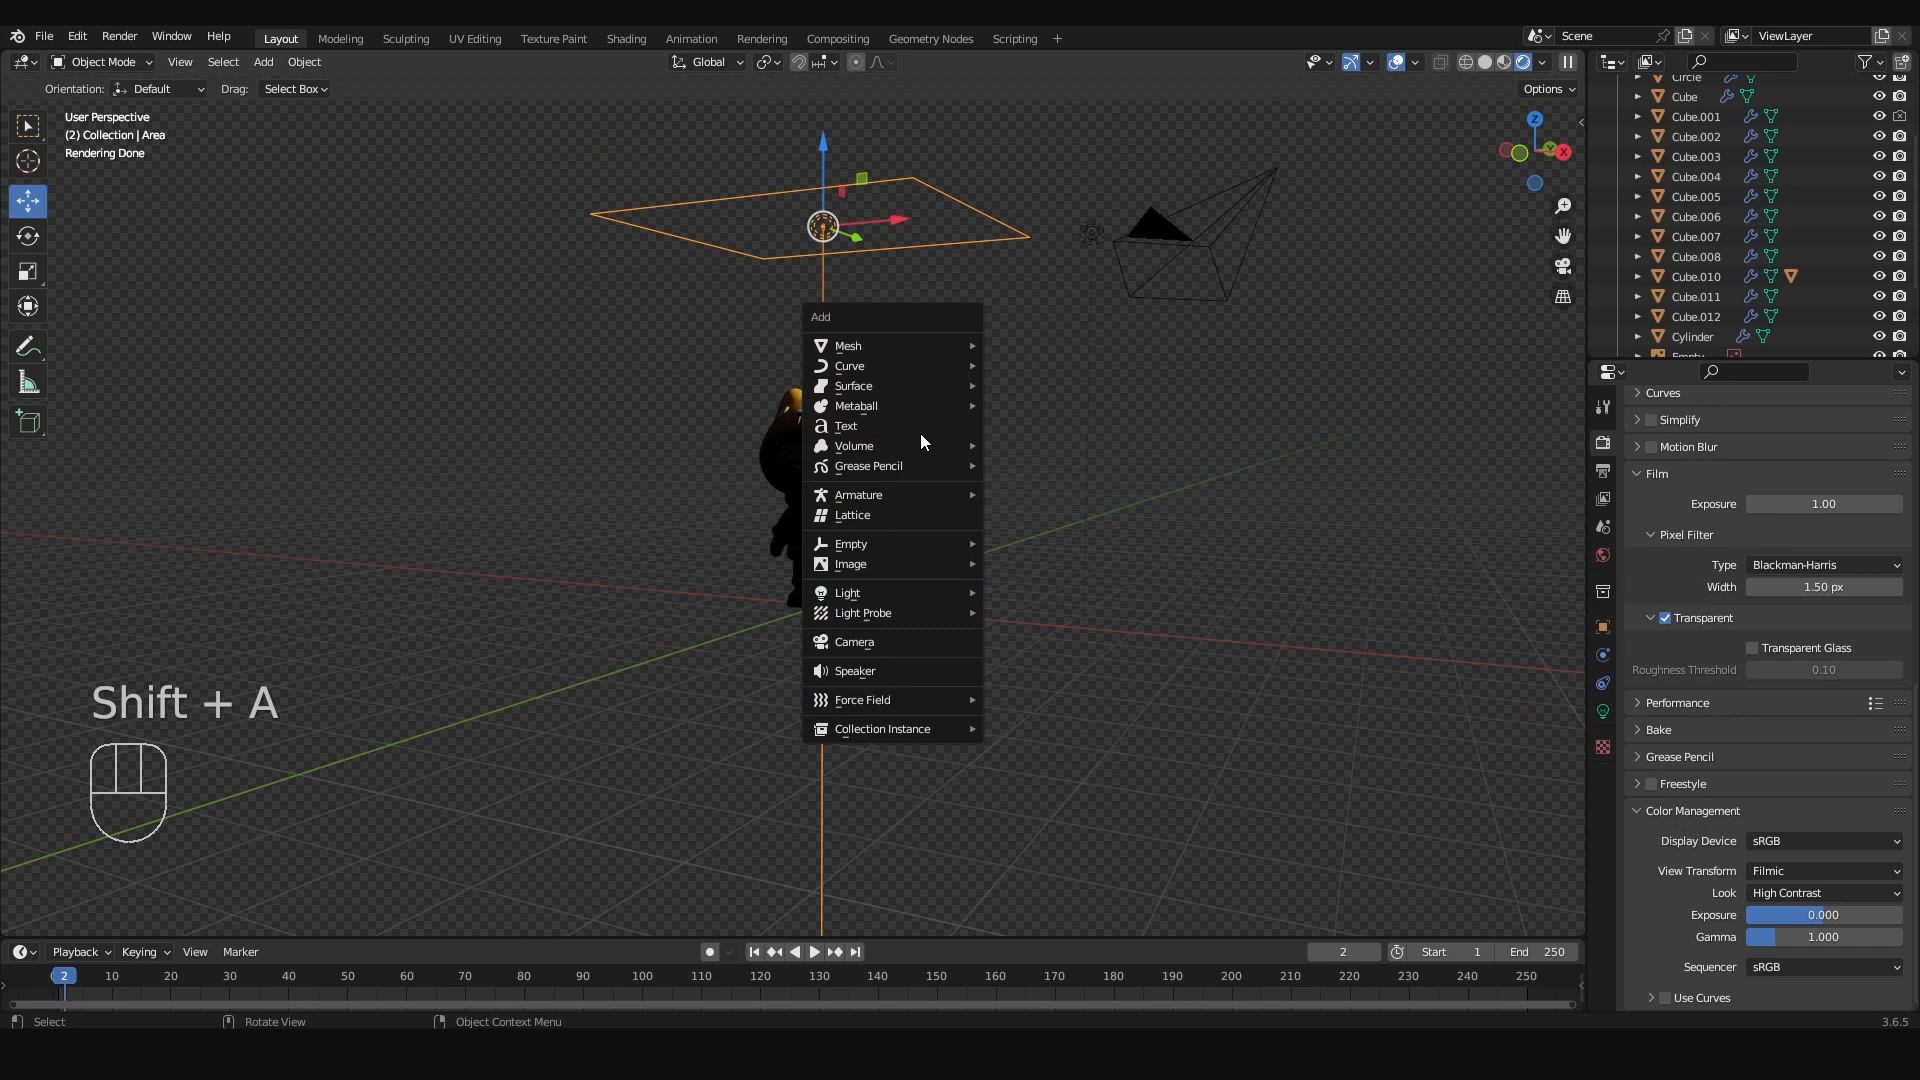 File Edit Render Window Help Layout Modeling Sculpting UV Editing Texture Paint Shading Animation Rendering Compositing Geometry Nodes Scripting + Scene ViewLayer
Object Mode View Select Add Object Global
Orientation: Default Drag: Select Box Options
User Perspective
(2) Collection | Area
Rendering Done
Z
Y
X
Add
Mesh
Curve
Surface
Metaball
Text
Volume
Grease Pencil
Armature
Lattice
Empty
Image
Light
Light Probe
Camera
Speaker
Force Field
Collection Instance
Shift + A
Circle
Cube
Cube.001
Cube.002
Cube.003
Cube.004
Cube.005
Cube.006
Cube.007
Cube.008
Cube.010
Cube.011
Cube.012
Cylinder
Empty
Curves
Simplify
Motion Blur
Film
Exposure 1.00
Pixel Filter
Type Blackman-Harris
Width 1.50 px
Transparent
Transparent Glass
Roughness Threshold 0.10
Performance
Bake
Grease Pencil
Freestyle
Color Management
Display Device sRGB
View Transform Filmic
Look High Contrast
Exposure 0.000
Gamma 1.000
Sequencer sRGB
Use Curves
Playback Keying View Marker 2 Start 1 End 250
2 10 20 30 40 50 60 70 80 90 100 110 120 130 140 150 160 170 180 190 200 210 220 230 240 250
Select Rotate View Object Context Menu 3.6.5